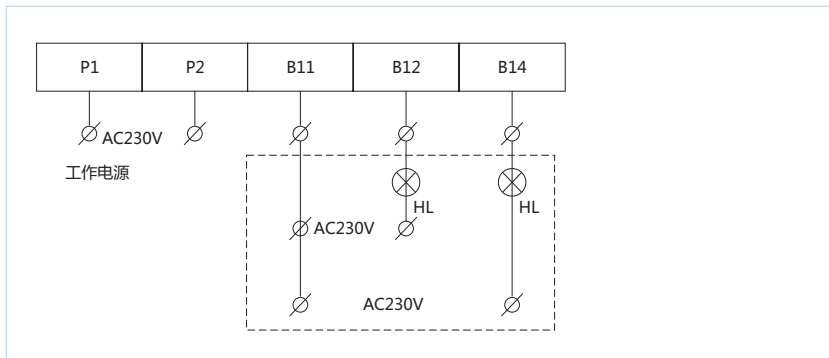 P1 P2 B11 B12 B14
AC230V
工作电源
HL HL
AC230V
AC230V